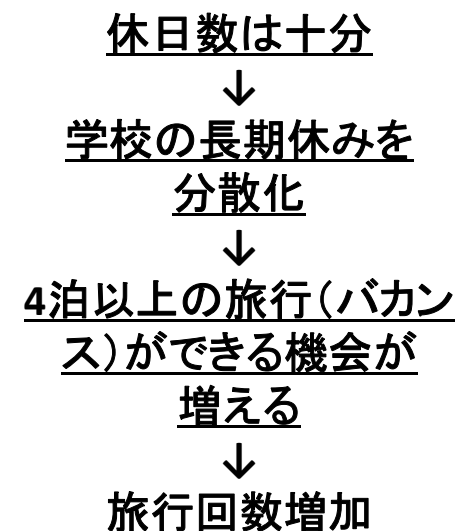 休日数は十分
↓
学校の長期休みを
分散化
↓
4泊以上の旅行（バカン
ス）ができる機会が
増える
↓
旅行回数増加